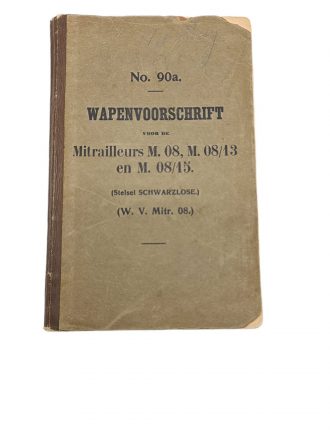 No. 90a.
WAPENVOORSCHRIFT
VOOR DE
Mitrailleurs M. 08, M. 08/13
en M. 08/15.
(Stelsel SCHWARZLOSE.)
(W. V. Mitr. 08.)